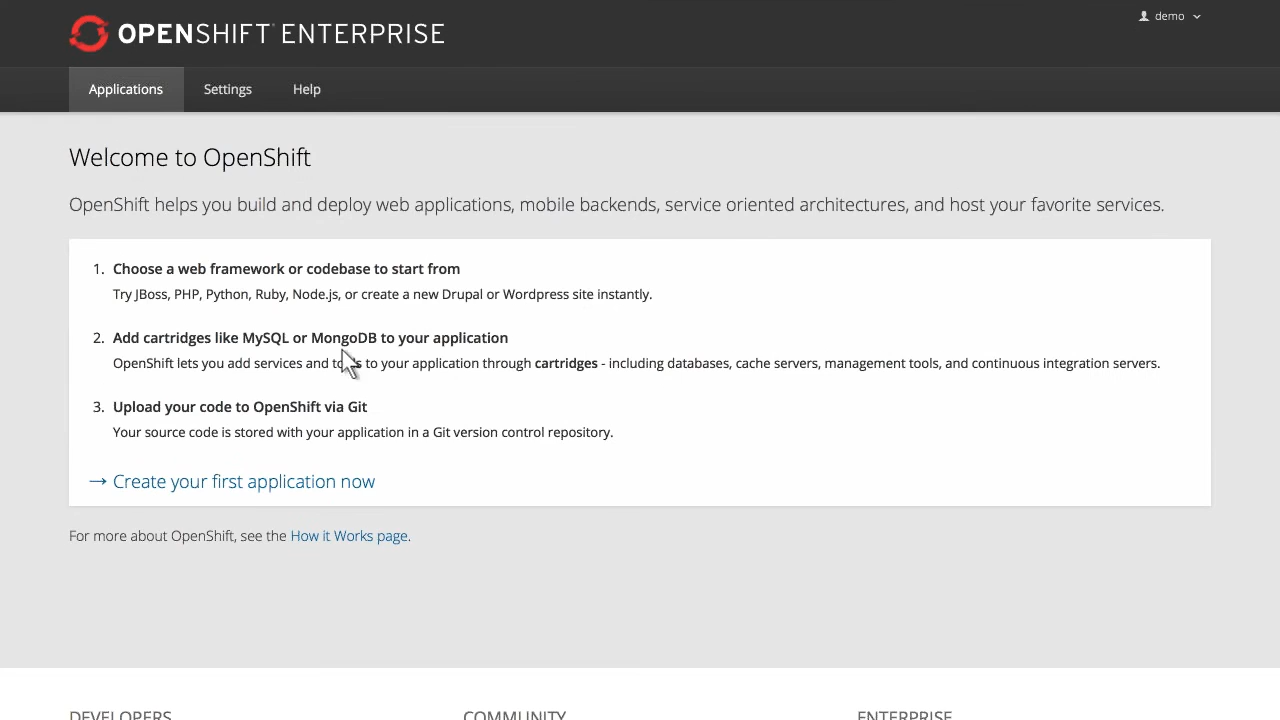 OPENSHIFT ENTERPRISE
demo
Applications Settings Help
Welcome to OpenShift
OpenShift helps you build and deploy web applications, mobile backends, service oriented architectures, and host your favorite services.
1. Choose a web framework or codebase to start from
Try JBoss, PHP, Python, Ruby, Node.js, or create a new Drupal or Wordpress site instantly.
2. Add cartridges like MySQL or MongoDB to your application
OpenShift lets you add services and tools to your application through cartridges - including databases, cache servers, management tools, and continuous integration servers.
3. Upload your code to OpenShift via Git
Your source code is stored with your application in a Git version control repository.
→ Create your first application now
For more about OpenShift, see the How it Works page.
DEVELOPERS COMMUNITY ENTERPRISE